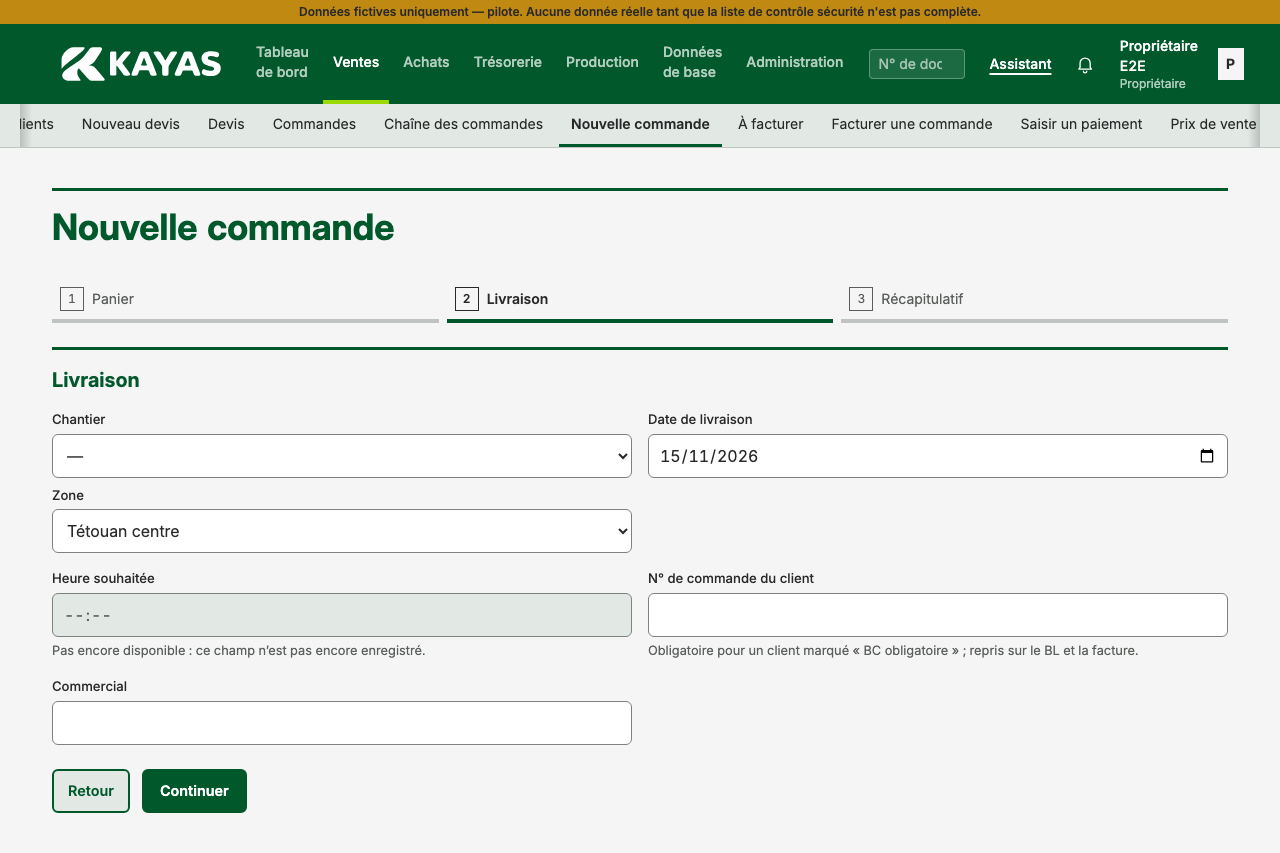 Données fictives uniquement — pilote. Aucune donnée réelle tant que la liste de contrôle sécurité n'est pas complète.
KAYAS
Tableau de bord
Ventes
Achats
Trésorerie
Production
Données de base
Administration
N° de doc
Assistant
Propriétaire E2E
Propriétaire
P
lients
Nouveau devis
Devis
Commandes
Chaîne des commandes
Nouvelle commande
À facturer
Facturer une commande
Saisir un paiement
Prix de vente
Nouvelle commande
1 Panier
2 Livraison
3 Récapitulatif
Livraison
Chantier
—
Date de livraison
15/11/2026
Zone
Tétouan centre
Heure souhaitée
--:--
Pas encore disponible : ce champ n'est pas encore enregistré.
N° de commande du client
Obligatoire pour un client marqué « BC obligatoire » ; repris sur le BL et la facture.
Commercial
Retour
Continuer